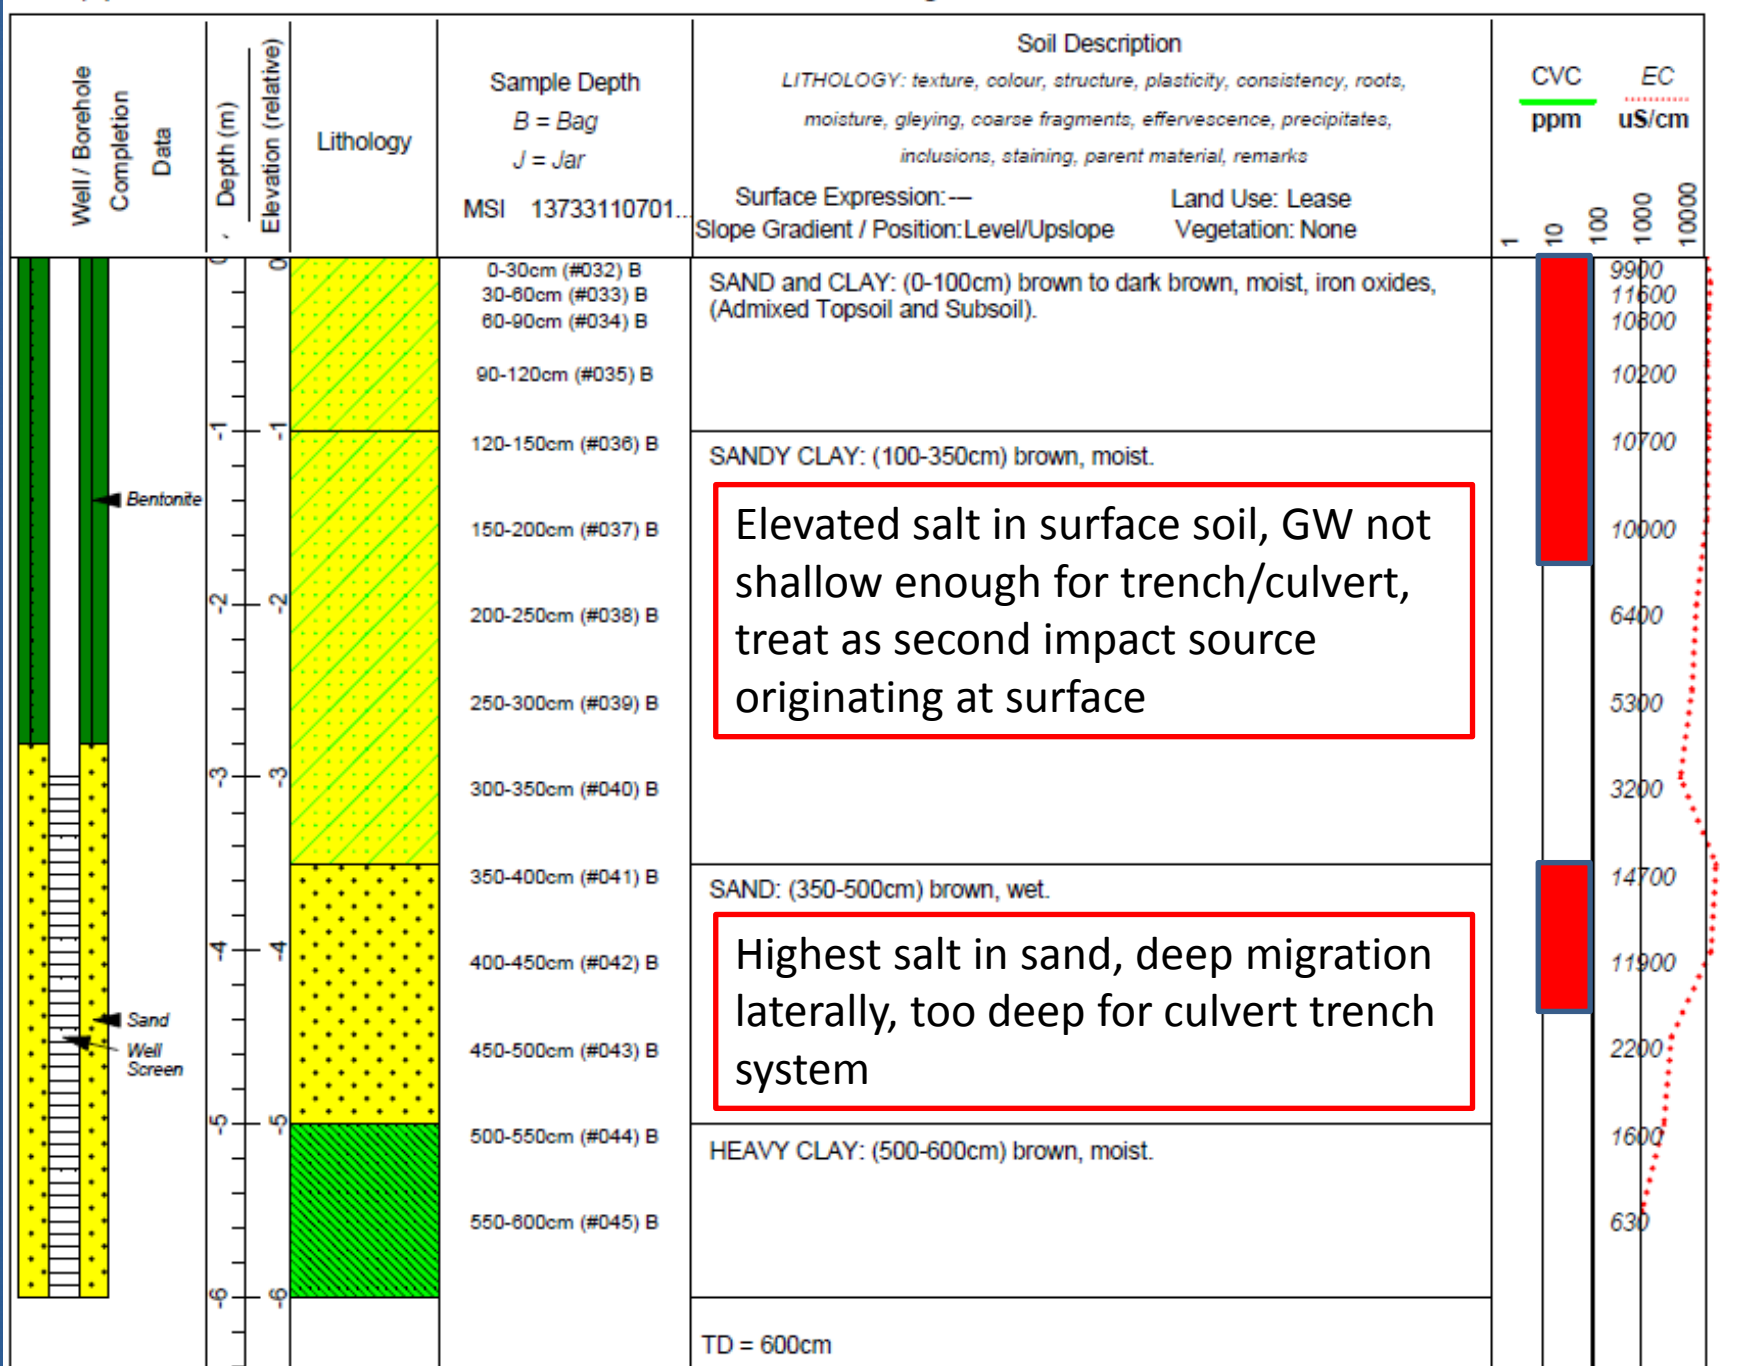 Well / Borehole
Completion
Data
Depth (m)
Elevation (relative)
Lithology
Sample Depth
B = Bag
J = Jar
MSI 13733110701...
Soil Description
LITHOLOGY: texture, colour, structure, plasticity, consistency, roots,
moisture, gleying, coarse fragments, effervescence, precipitates,
inclusions, staining, parent material, remarks
Surface Expression:--- Land Use: Lease
Slope Gradient / Position:Level/Upslope Vegetation: None
CVC EC
ppm uS/cm
1 10 100 1000 10000
0 0
0-30cm (#032) B
30-60cm (#033) B
60-90cm (#034) B
90-120cm (#035) B
SAND and CLAY: (0-100cm) brown to dark brown, moist, iron oxides,
(Admixed Topsoil and Subsoil).
9900
11600
10800
10200
-1 -1
120-150cm (#036) B
SANDY CLAY: (100-350cm) brown, moist.
10700
Bentonite
150-200cm (#037) B
10000
Elevated salt in surface soil, GW not
shallow enough for trench/culvert,
treat as second impact source
originating at surface
-2 -2
200-250cm (#038) B
6400
250-300cm (#039) B
5300
-3 -3
300-350cm (#040) B
3200
350-400cm (#041) B
SAND: (350-500cm) brown, wet.
14700
-4 -4
400-450cm (#042) B
11900
Highest salt in sand, deep migration
laterally, too deep for culvert trench
system
Sand
Well
Screen
450-500cm (#043) B
2200
-5 -5
500-550cm (#044) B
HEAVY CLAY: (500-600cm) brown, moist.
1600
550-600cm (#045) B
630
-6 -6
TD = 600cm